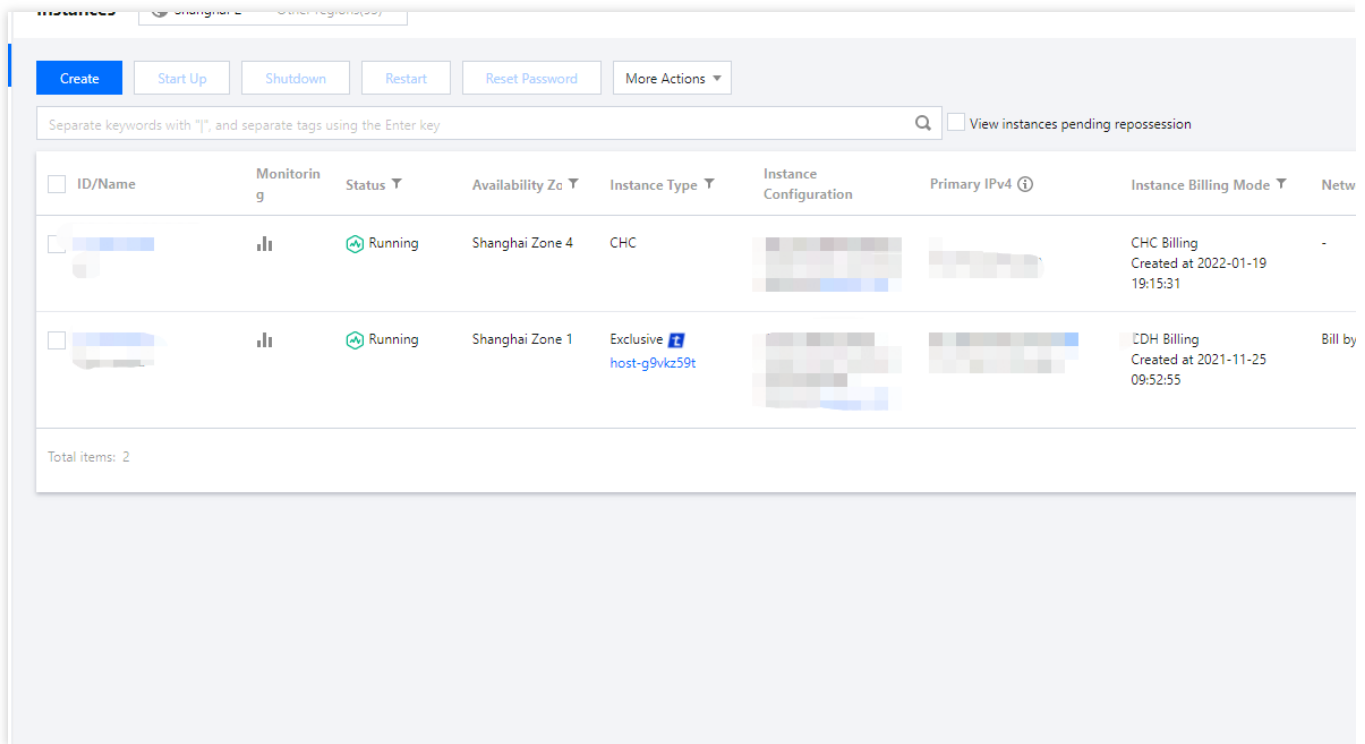 Create
Start Up
Shutdown
Restart
Reset Password
More Actions
Separate keywords with "|", and separate tags using the Enter key
View instances pending repossession
ID/Name
Monitorin
g
Status
Availability Zc
Instance Type
Instance
Configuration
Primary IPv4
Instance Billing Mode
Netw
Running
Shanghai Zone 4
CHC
CHC Billing
Created at 2022-01-19
19:15:31
-
Running
Shanghai Zone 1
Exclusive
host-g9vkz59t
CDH Billing
Created at 2021-11-25
09:52:55
Bill by
Total items: 2